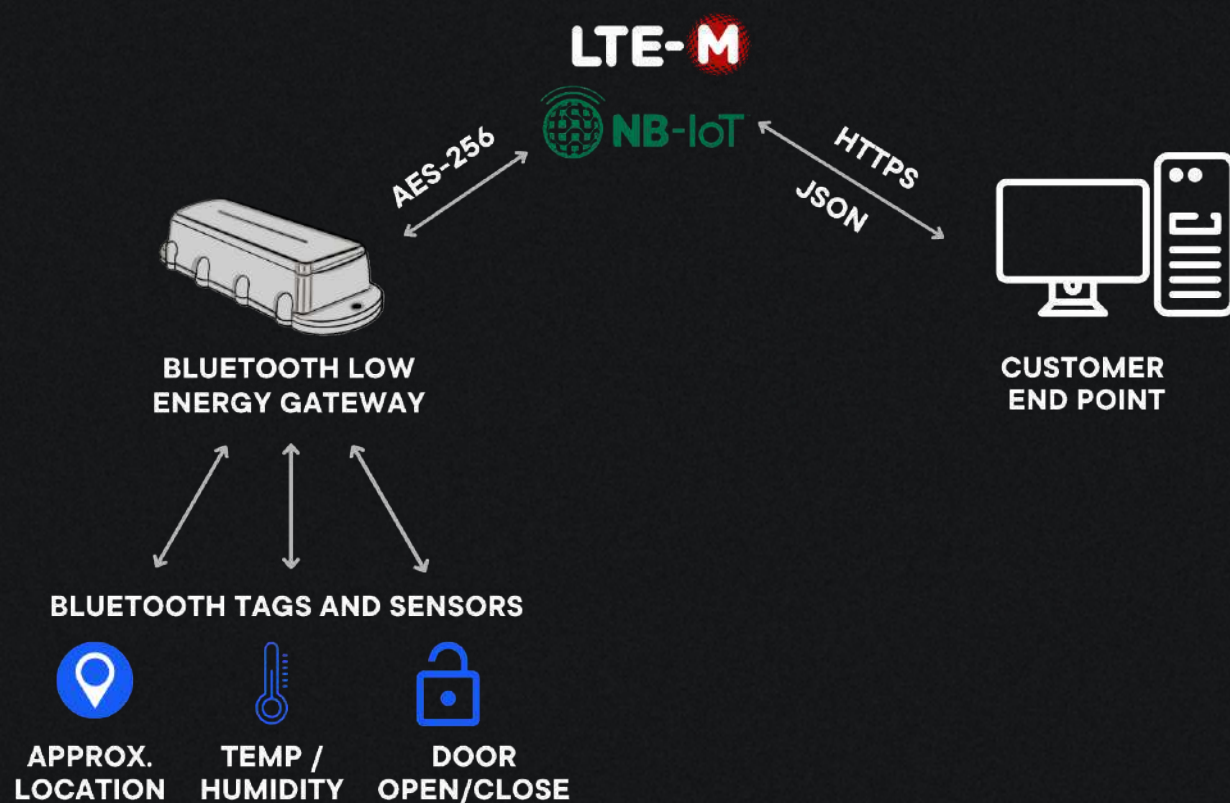 LTE-M
NB-IoT
AES-256
HTTPS
JSON
BLUETOOTH LOW
ENERGY GATEWAY
CUSTOMER
END POINT
BLUETOOTH TAGS AND SENSORS
APPROX.
LOCATION
TEMP /
HUMIDITY
DOOR
OPEN/CLOSE